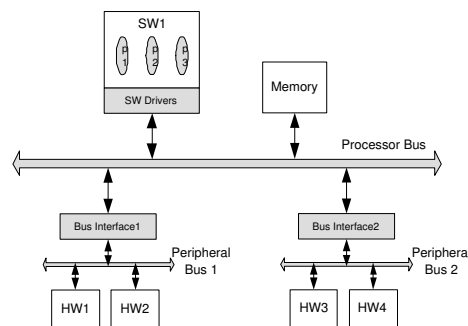 SW1
p p p
1 2 3
SW Drivers
Memory
Processor Bus
Bus Interface1
Bus Interface2
Peripheral
Bus 1
Periphera
Bus 2
HW1
HW2
HW3
HW4